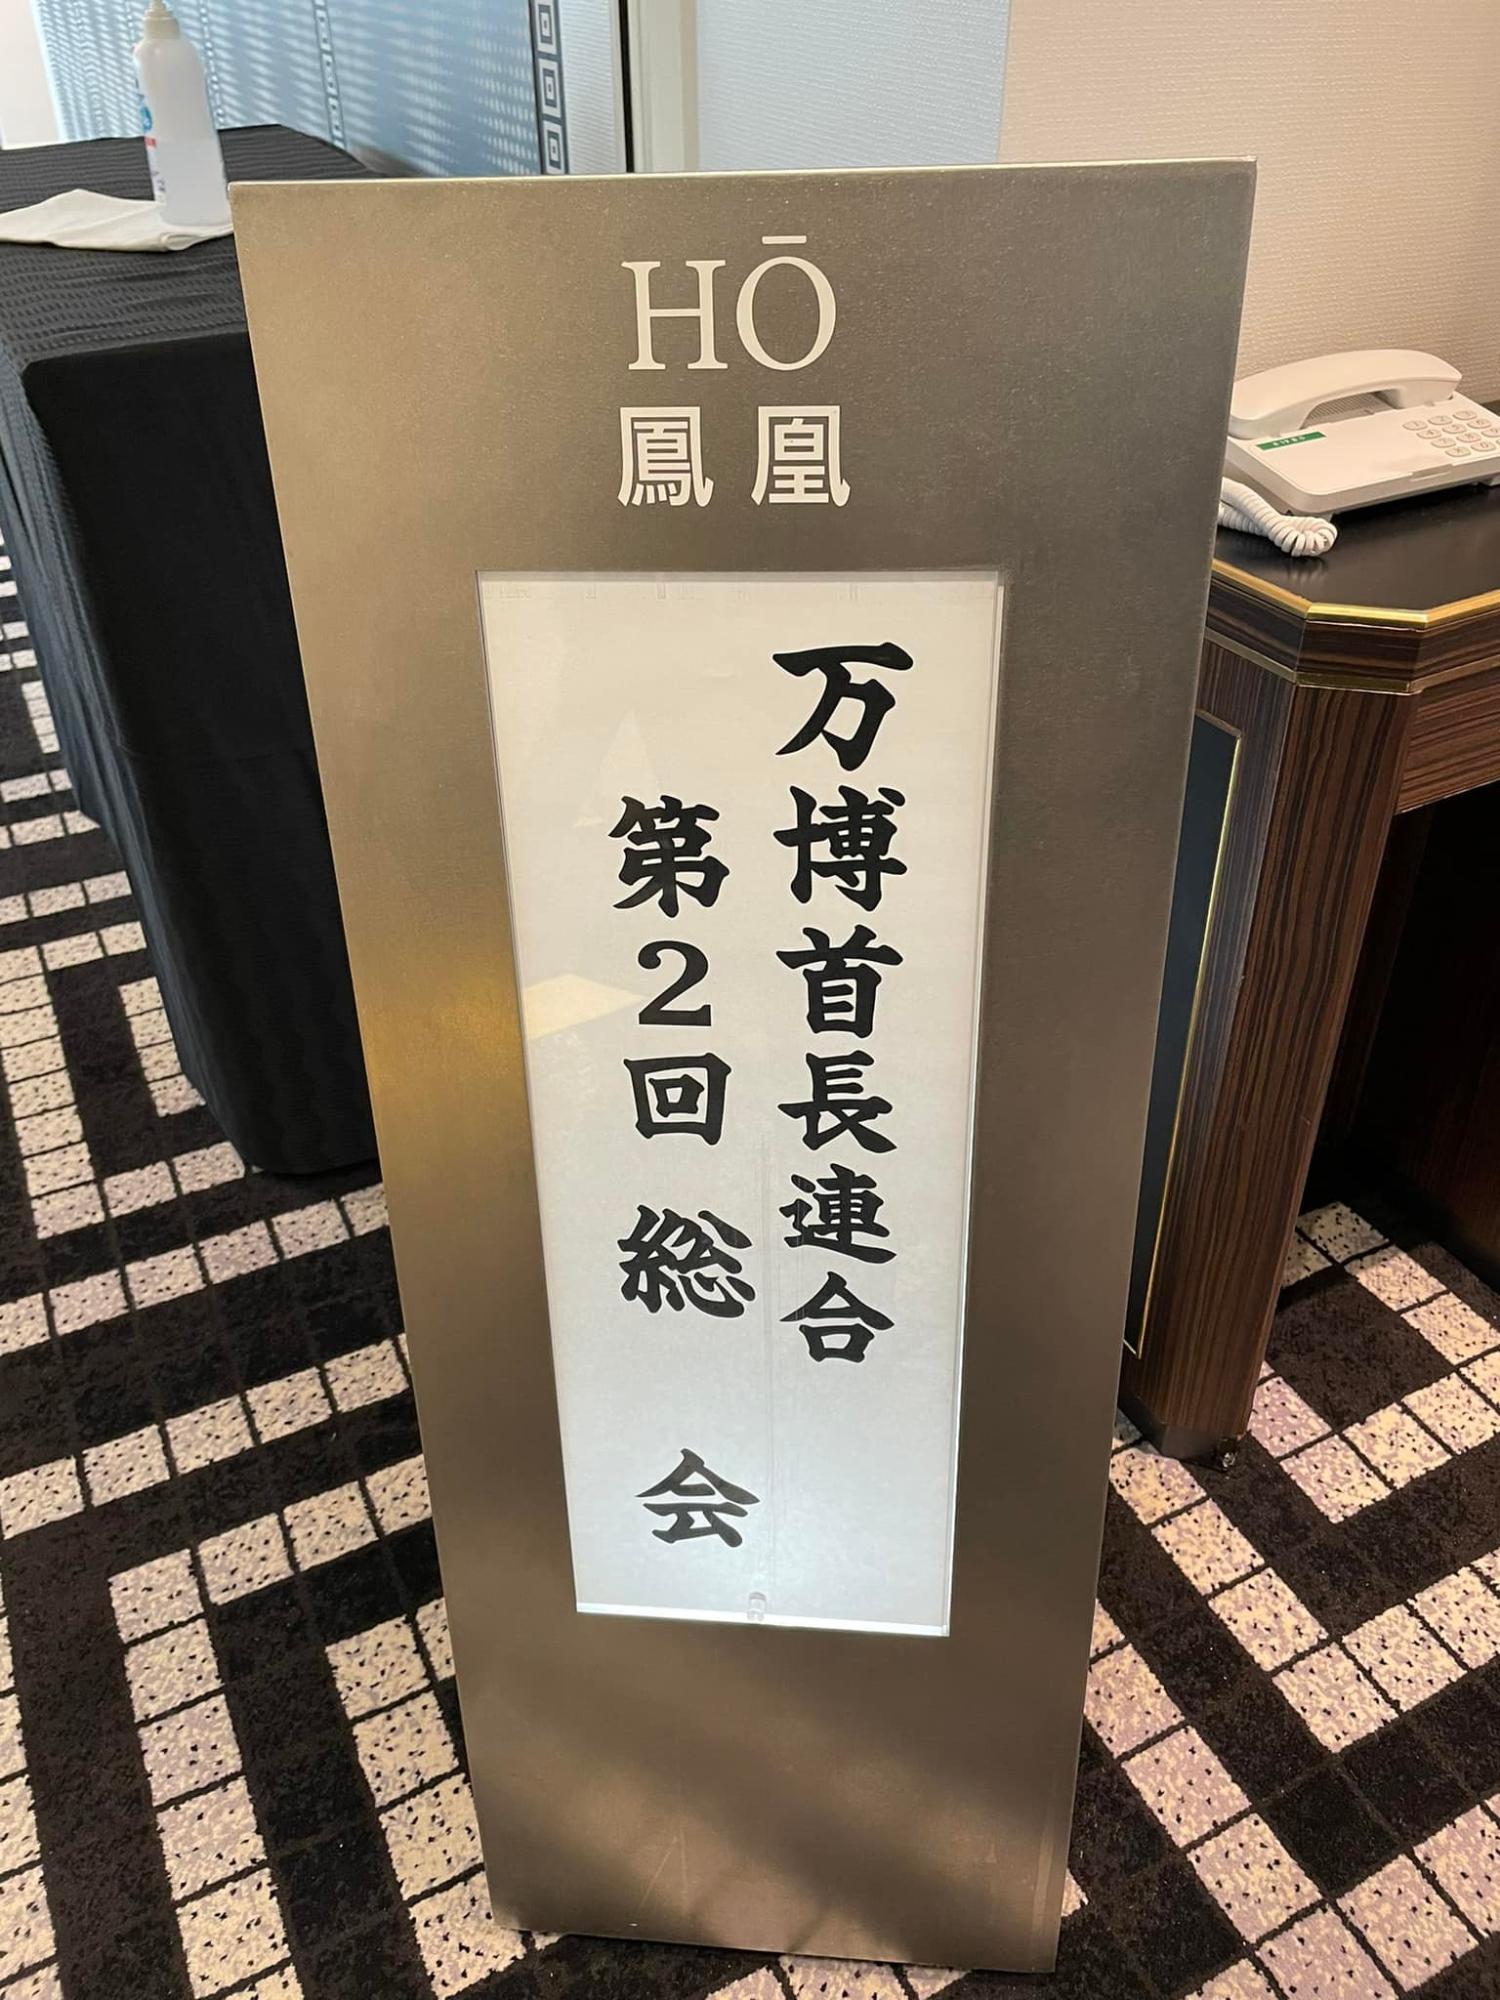 HŌ
鳳凰
万博首長連合
第2回 総 会